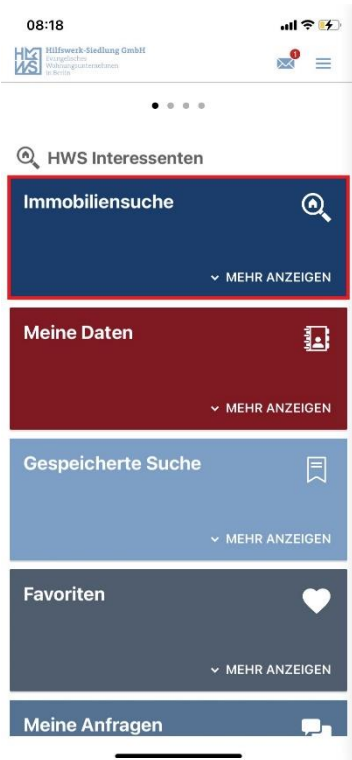 08:18
Hilfswerk-Siedlung GmbH
Evangelisches
Wohnungsunternehmen
in Berlin
HWS
1
HWS Interessenten
Immobiliensuche
MEHR ANZEIGEN
Meine Daten
MEHR ANZEIGEN
Gespeicherte Suche
MEHR ANZEIGEN
Favoriten
MEHR ANZEIGEN
Meine Anfragen